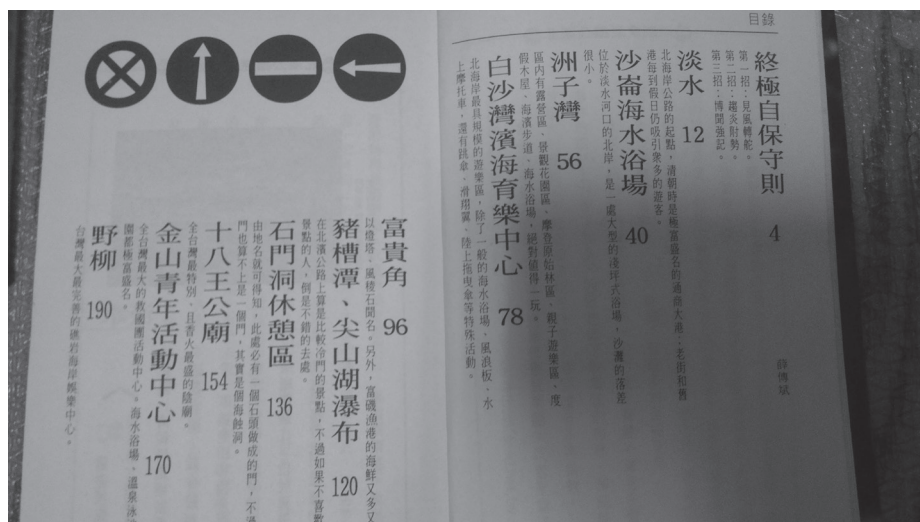 目錄
終極自保守則 4
第一招：見風轉舵。
第二招：趨炎財勢。
第三招：博聞強記。
薛博斌
淡水 12
北海岸公路的起點，清朝時是極富盛名的通商大港；老街和舊
港每到假日仍吸引衆多的遊客。
沙崙海水浴場 40
位於淡水河口的北岸，是一處大型的淺坪式浴場，沙灘的落差
很小。
洲子灣 56
區內有露營區、景觀花園區、摩登原始林區、親子遊樂區、度
假木屋、海濱步道、海水浴場，絕對值得一玩。
白沙灣濱海育樂中心 78
北海岸最具規模的遊樂區，除了一般的海水浴場、風浪板、水
上摩托車，還有跳傘、滑翔翼、陸上拖曳傘等特殊活動。
富貴角 96
以燈塔、風稜石聞名。另外，富磯漁港的海鮮又多又
豬槽潭、尖山湖瀑布 120
在北濱公路上算是比較冷門的景點，不過如果不喜歡
景點的人，倒是不錯的去處。
石門洞休憩區 136
由地名就可得知，此處必有一個石頭做成的門，不過
門也算不上是一個門，其實是個海蝕洞。
十八王公廟 154
全台灣最特別、且香火最盛的陰廟。
金山青年活動中心 170
全台灣最大的救國團活動中心。海水浴場、溫泉泳
園都極富盛名。
野柳 190
台灣最大最完善的礁岩海岸娛樂中心。